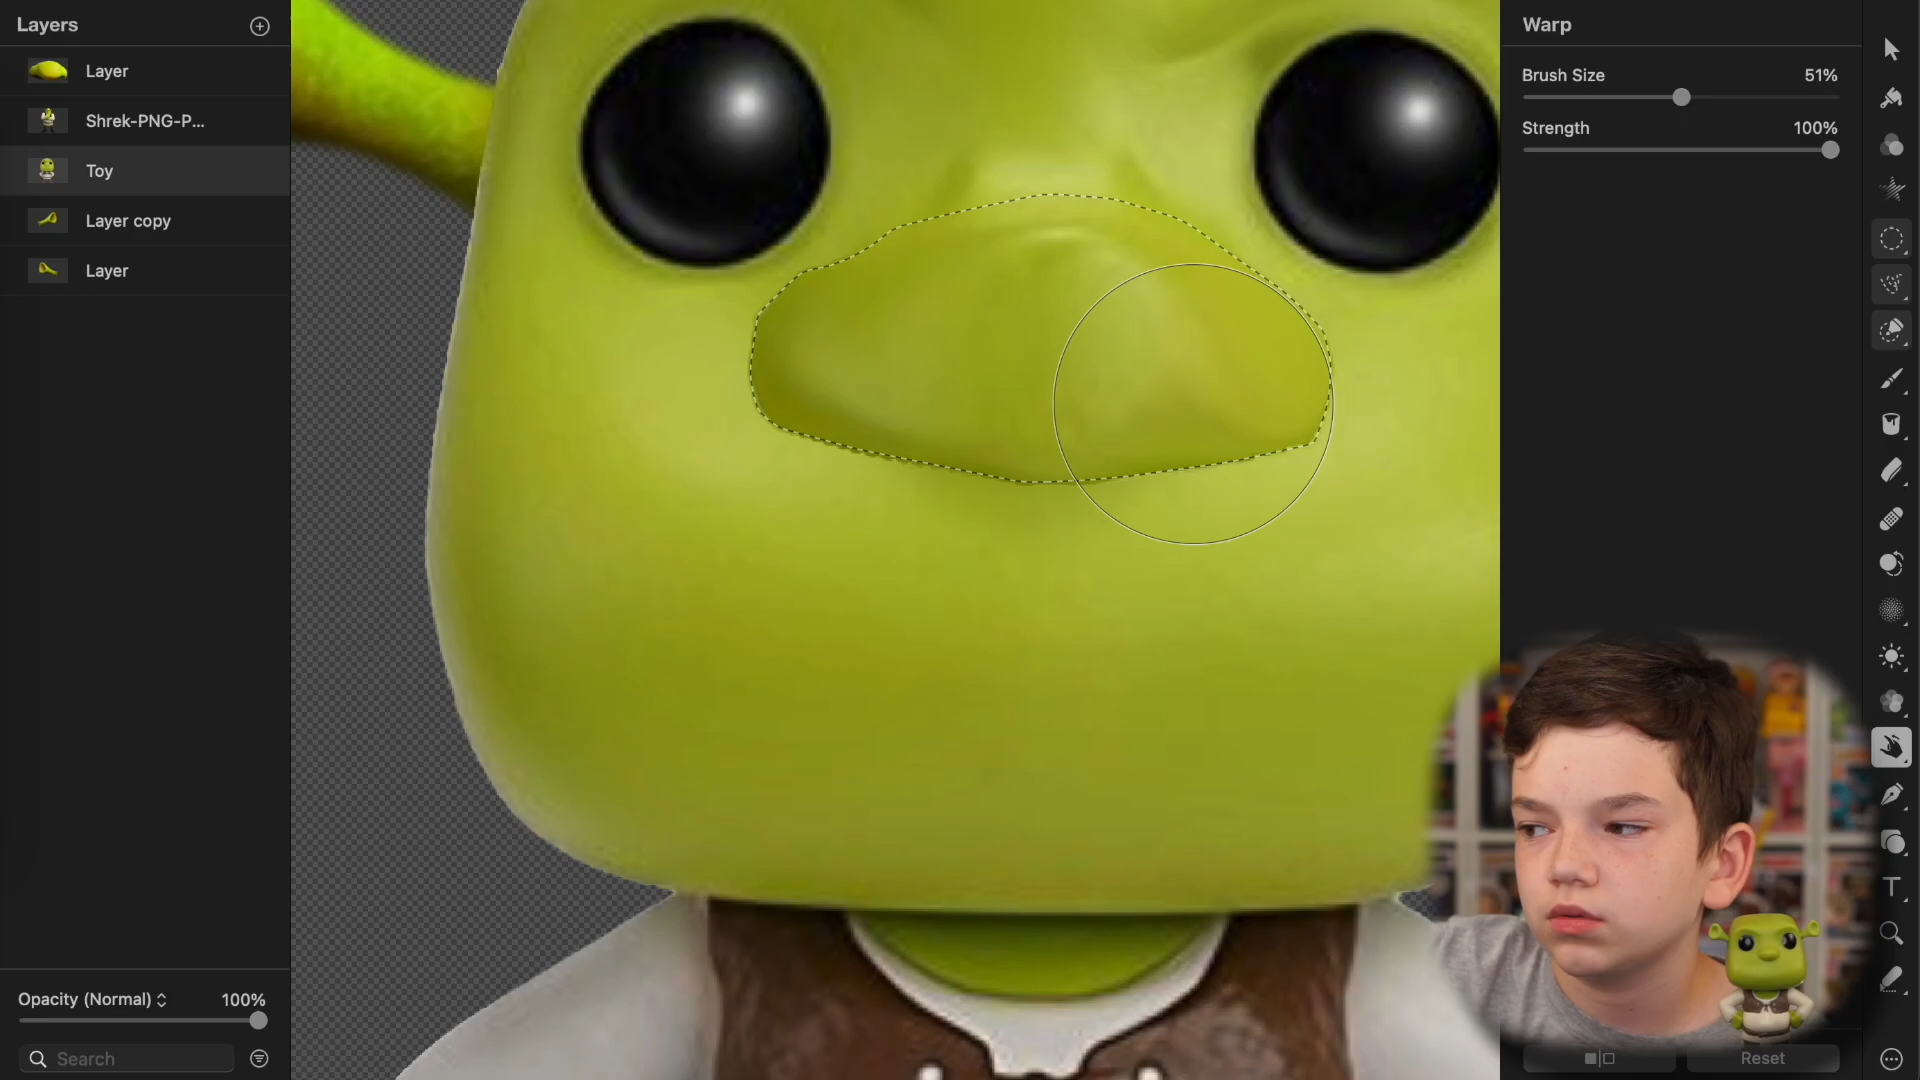 Layers
Layer
Shrek-PNG-P...
Toy
Layer copy
Layer
Opacity (Normal) 100%
Search
Warp
Brush Size 51%
Strength 100%
Reset